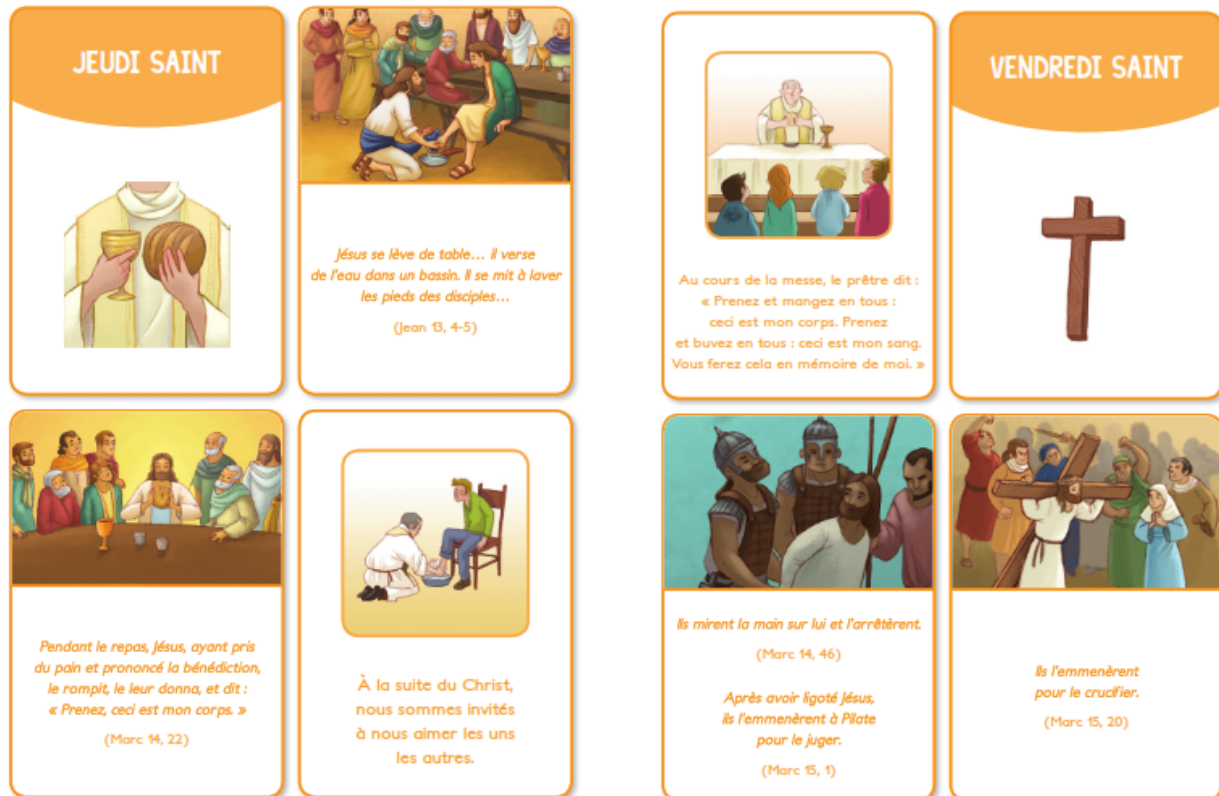 JEUDI SAINT
Jésus se lève de table... il verse
de l'eau dans un bassin. Il se mit à laver
les pieds des disciples...
(Jean 13, 4-5)
Pendant le repas, Jésus, ayant pris
du pain et prononcé la bénédiction,
le rompit, le leur donna, et dit :
« Prenez, ceci est mon corps. »
(Marc 14, 22)
À la suite du Christ,
nous sommes invités
à nous aimer les uns
les autres.
Au cours de la messe, le prêtre dit :
« Prenez et mangez en tous :
ceci est mon corps. Prenez
et buvez en tous : ceci est mon sang.
Vous ferez cela en mémoire de moi. »
VENDREDI SAINT
Ils mirent la main sur lui et l'arrêtèrent.
(Marc 14, 46)
Après avoir ligoté Jésus,
ils l'emmenèrent à Pilate
pour le juger.
(Marc 15, 1)
Ils l'emmenèrent
pour le crucifier.
(Marc 15, 20)